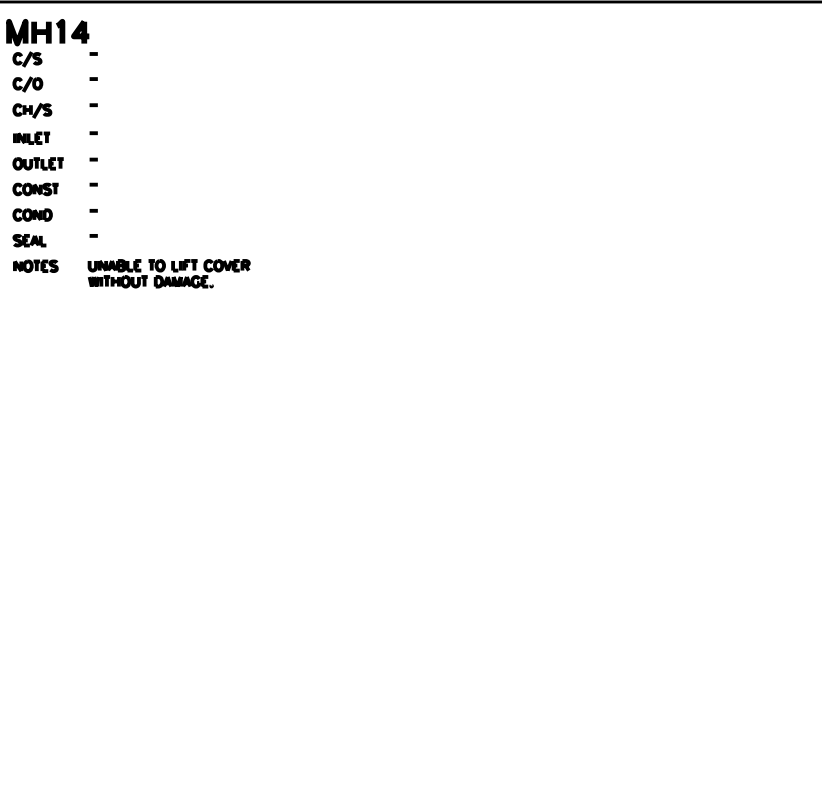 MH14
C/S -
C/O -
CH/S -
INLET -
OUTLET -
CONST -
COND -
SEAL -
NOTES UNABLE TO LIFT COVER
WITHOUT DAMAGE.